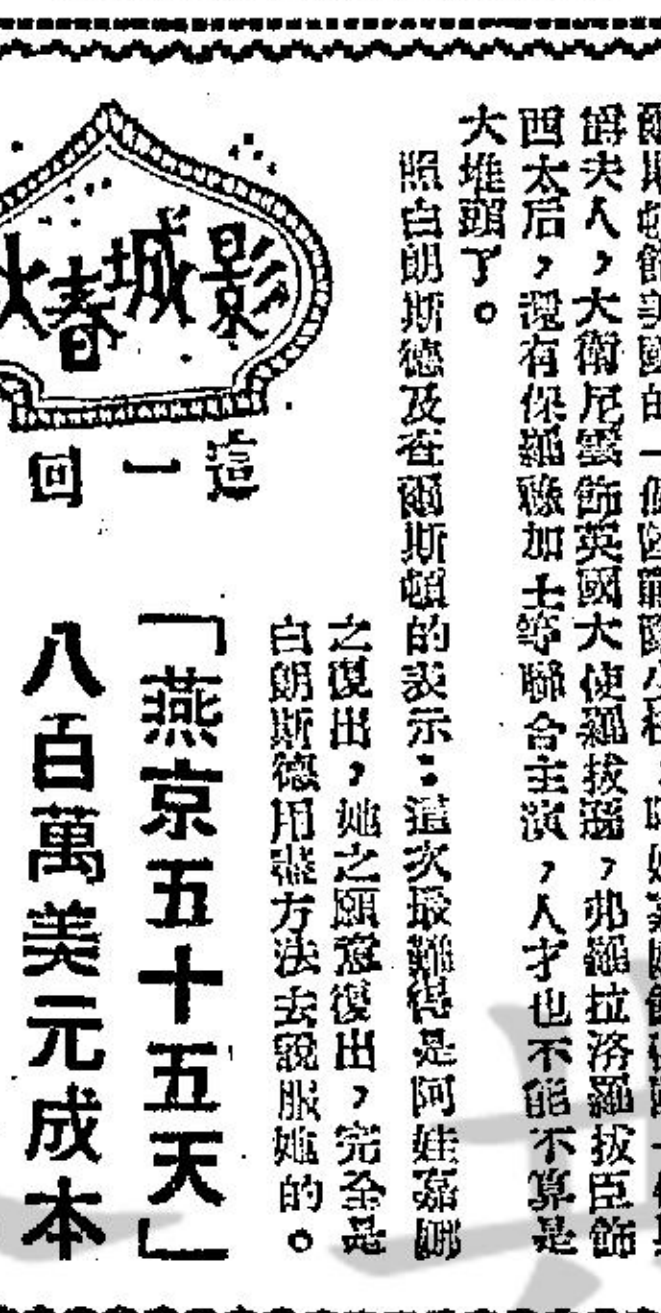 爵夫人，大衛尼雲飾英國大使羅拔遜，弗羅拉洛羅拔臣飾
西太后，還有保羅聯加士等聯合主演，人才也不能不算是
大堆頭了。
照白朗斯德及查爾斯頓的表示：這次最難得是阿娃嘉娜
之復出，她之願意復出，完全是
白朗斯德用盡方法去說服她的。
影城春秋
這一回
「燕京五十五天」
八百萬美元成本